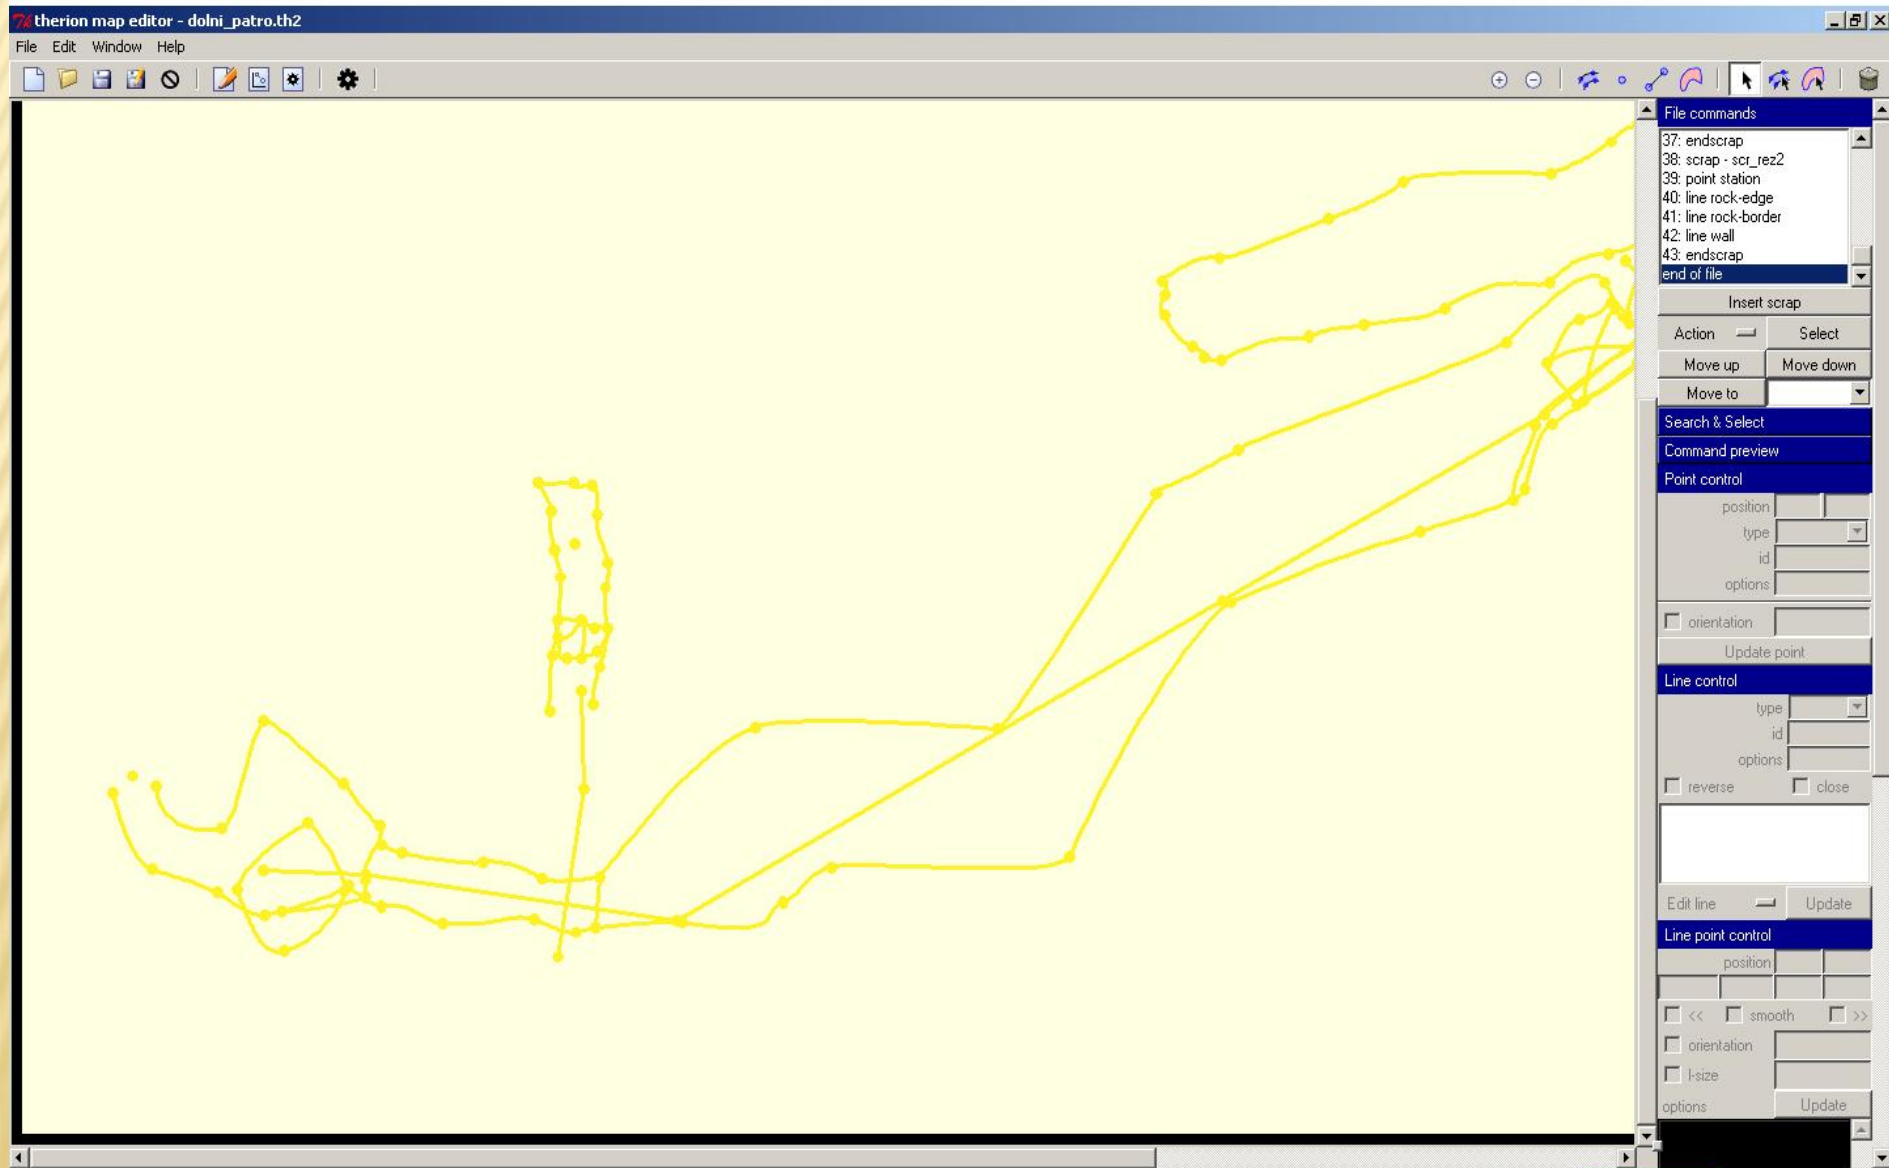 therion map editor - dolni_patro.th2
File Edit Window Help
File commands
37: endscrap
38: scrap - scr_rez2
39: point station
40: line rock-edge
41: line rock-border
42: line wall
43: endscrap
end of file
Insert scrap
Action Select
Move up Move down
Move to
Search & Select
Command preview
Point control
position
type
id
options
orientation
Update point
Line control
type
id
options
reverse close
Edit line Update
Line point control
position
<< smooth >>
orientation
l-size
options Update